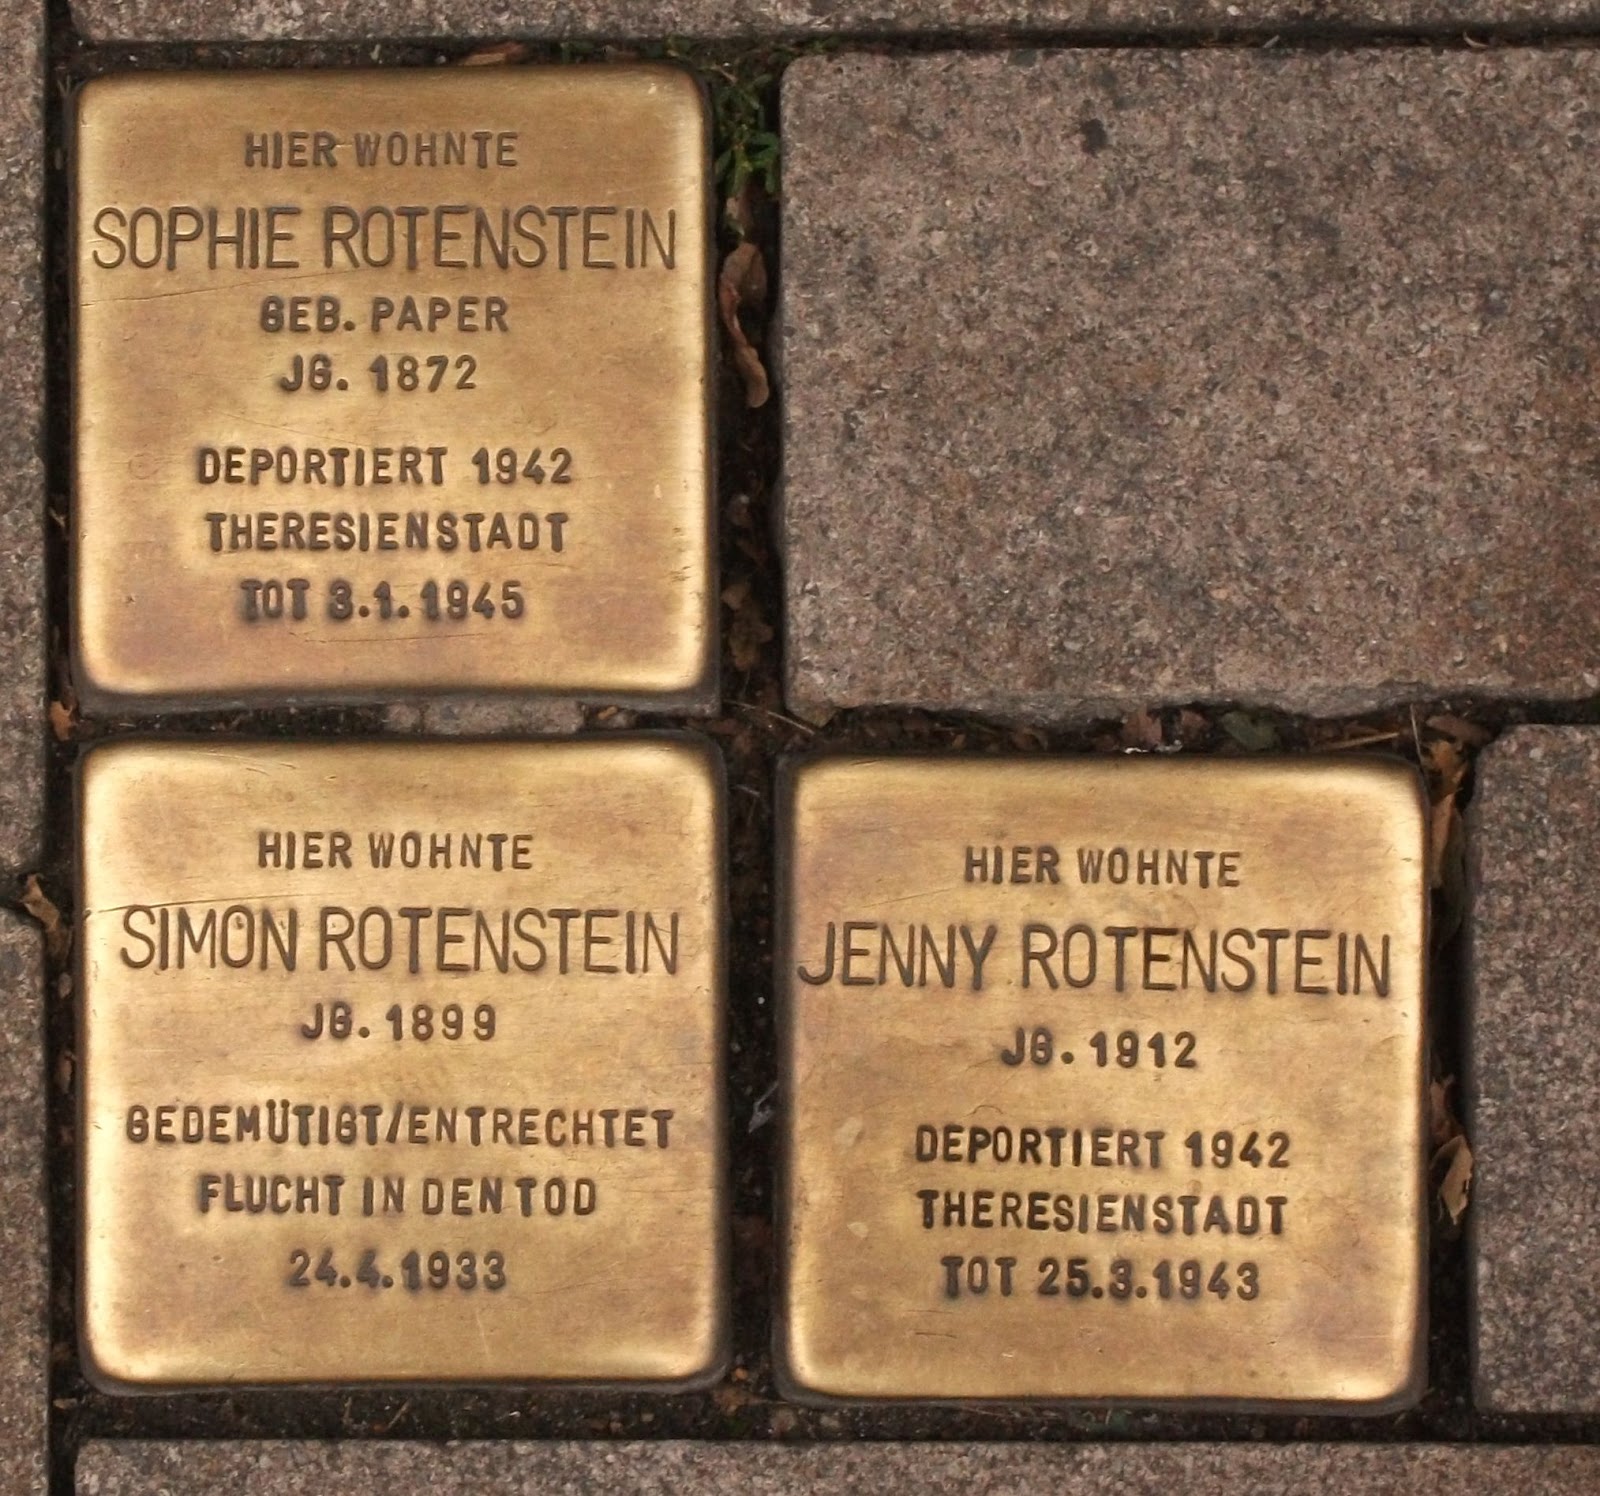 HIER WOHNTE
SOPHIE ROTENSTEIN
GEB. PAPER
JG. 1872
DEPORTIERT 1942
THERESIENSTADT
TOT 3.1.1945
HIER WOHNTE
SIMON ROTENSTEIN
JG. 1899
GEDEMÜTIGT/ENTRECHTET
FLUCHT IN DEN TOD
24.4.1933
HIER WOHNTE
JENNY ROTENSTEIN
JG. 1912
DEPORTIERT 1942
THERESIENSTADT
TOT 25.3.1943